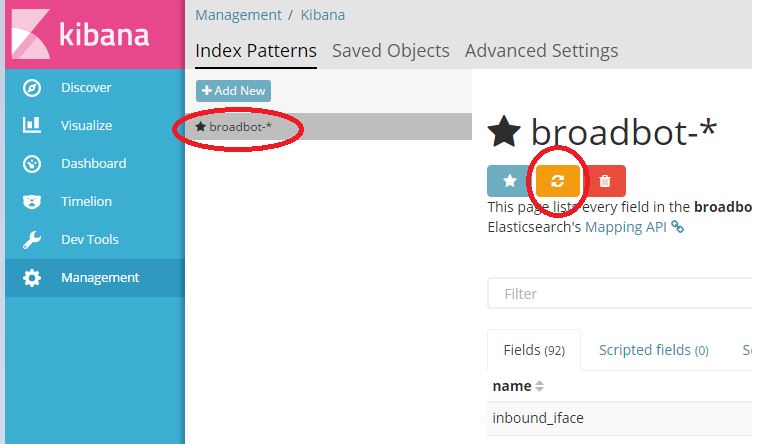 kibana
Discover
Visualize
Dashboard
Timelion
Dev Tools
Management
Management / Kibana
Index Patterns Saved Objects Advanced Settings
Add New
broadbot-*
broadbot-*
This page lists every field in the broadbo
Elasticsearch's Mapping API
Filter
Fields (92) Scripted fields (0) So
name
inbound_iface